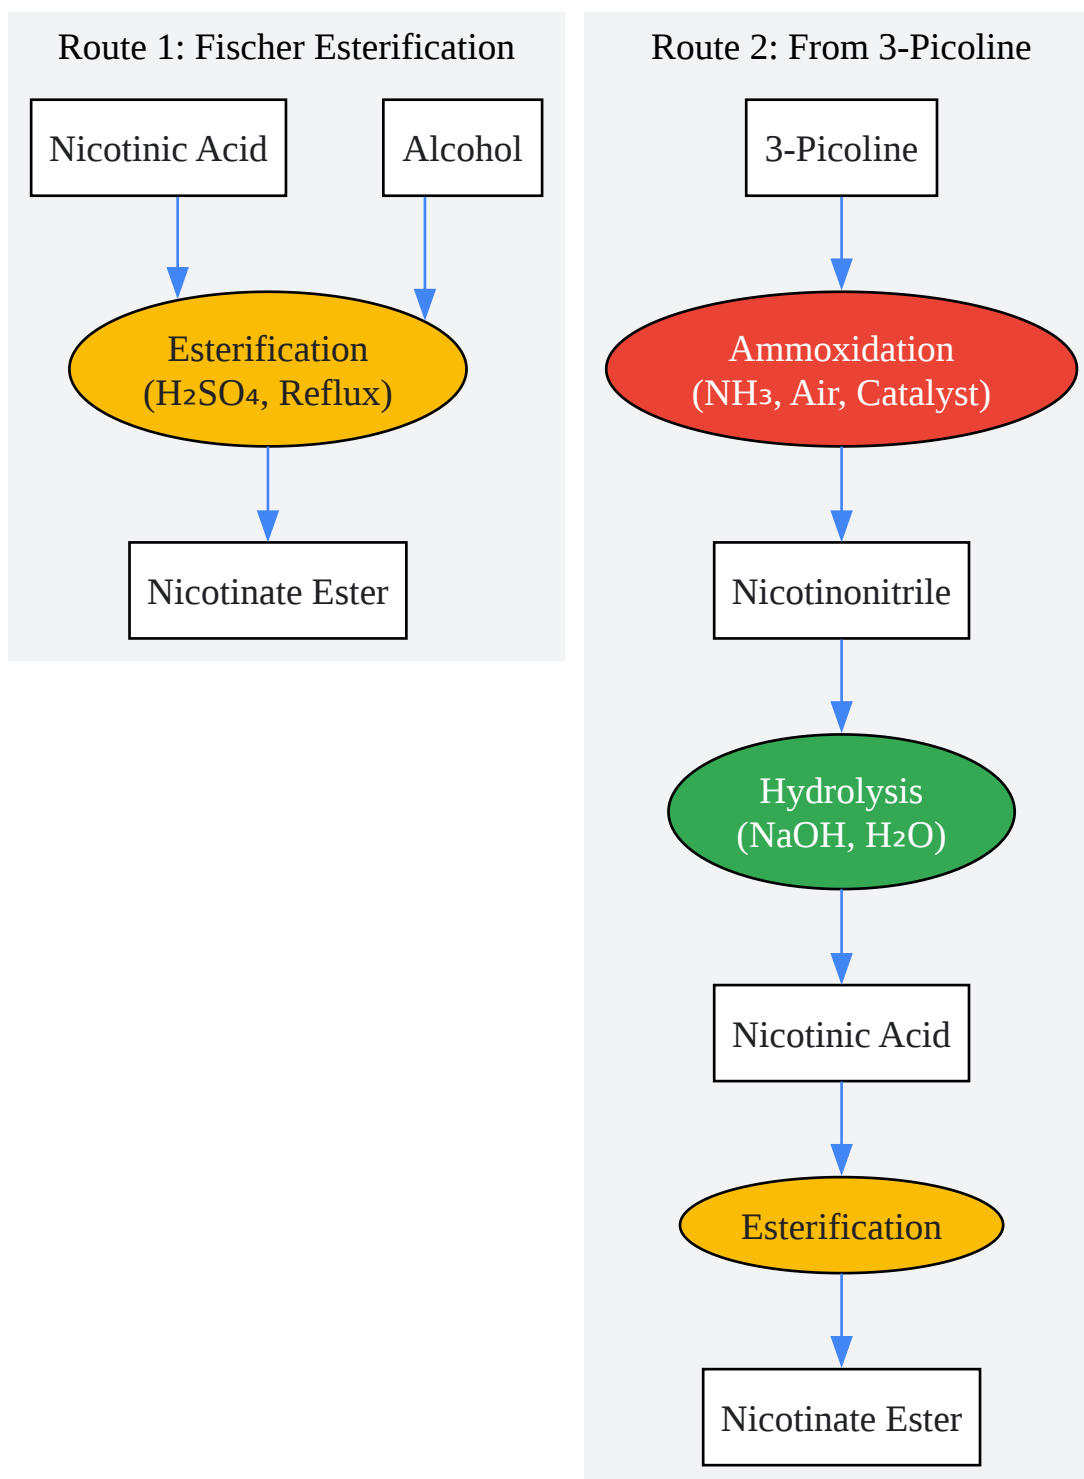 Route 1: Fischer Esterification
Nicotinic Acid
Alcohol
Esterification
(H₂SO₄, Reflux)
Nicotinate Ester
Route 2: From 3-Picoline
3-Picoline
Ammoxidation
(NH₃, Air, Catalyst)
Nicotinonitrile
Hydrolysis
(NaOH, H₂O)
Nicotinic Acid
Esterification
Nicotinate Ester